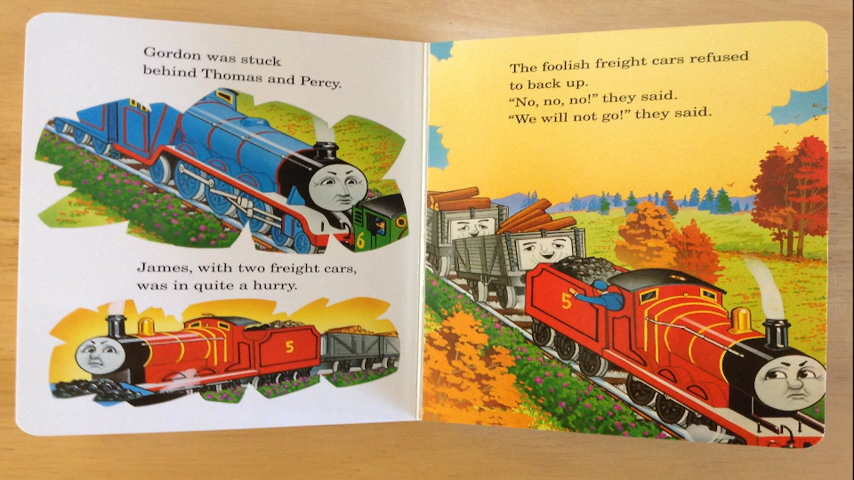 Gordon was stuck
behind Thomas and Percy.
6
James, with two freight cars,
was in quite a hurry.
5
The foolish freight cars refused
to back up.
“No, no, no!” they said.
“We will not go!” they said.
5